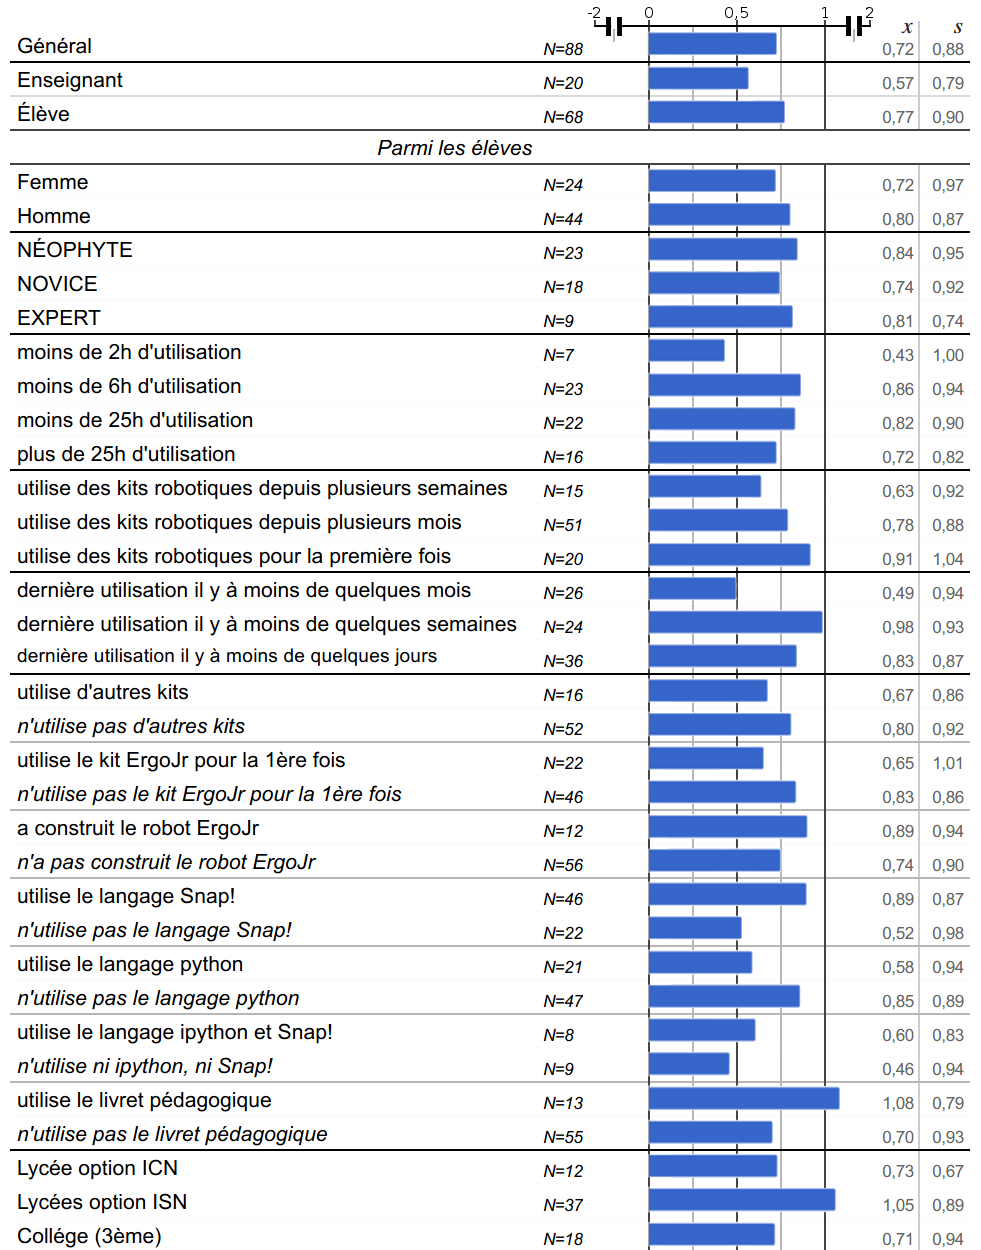 -2 0 0,5 1 2 x s
Général N=88 0,72 0,88
Enseignant N=20 0,57 0,79
Élève N=68 0,77 0,90
Parmi les élèves
Femme N=24 0,72 0,97
Homme N=44 0,80 0,87
NÉOPHYTE N=23 0,84 0,95
NOVICE N=18 0,74 0,92
EXPERT N=9 0,81 0,74
moins de 2h d'utilisation N=7 0,43 1,00
moins de 6h d'utilisation N=23 0,86 0,94
moins de 25h d'utilisation N=22 0,82 0,90
plus de 25h d'utilisation N=16 0,72 0,82
utilise des kits robotiques depuis plusieurs semaines N=15 0,63 0,92
utilise des kits robotiques depuis plusieurs mois N=51 0,78 0,88
utilise des kits robotiques pour la première fois N=20 0,91 1,04
dernière utilisation il y à moins de quelques mois N=26 0,49 0,94
dernière utilisation il y à moins de quelques semaines N=24 0,98 0,93
dernière utilisation il y à moins de quelques jours N=36 0,83 0,87
utilise d'autres kits N=16 0,67 0,86
n'utilise pas d'autres kits N=52 0,80 0,92
utilise le kit ErgoJr pour la 1ère fois N=22 0,65 1,01
n'utilise pas le kit ErgoJr pour la 1ère fois N=46 0,83 0,86
a construit le robot ErgoJr N=12 0,89 0,94
n'a pas construit le robot ErgoJr N=56 0,74 0,90
utilise le langage Snap! N=46 0,89 0,87
n'utilise pas le langage Snap! N=22 0,52 0,98
utilise le langage python N=21 0,58 0,94
n'utilise pas le langage python N=47 0,85 0,89
utilise le langage ipython et Snap! N=8 0,60 0,83
n'utilise ni ipython, ni Snap! N=9 0,46 0,94
utilise le livret pédagogique N=13 1,08 0,79
n'utilise pas le livret pédagogique N=55 0,70 0,93
Lycée option ICN N=12 0,73 0,67
Lycées option ISN N=37 1,05 0,89
Collége (3ème) N=18 0,71 0,94